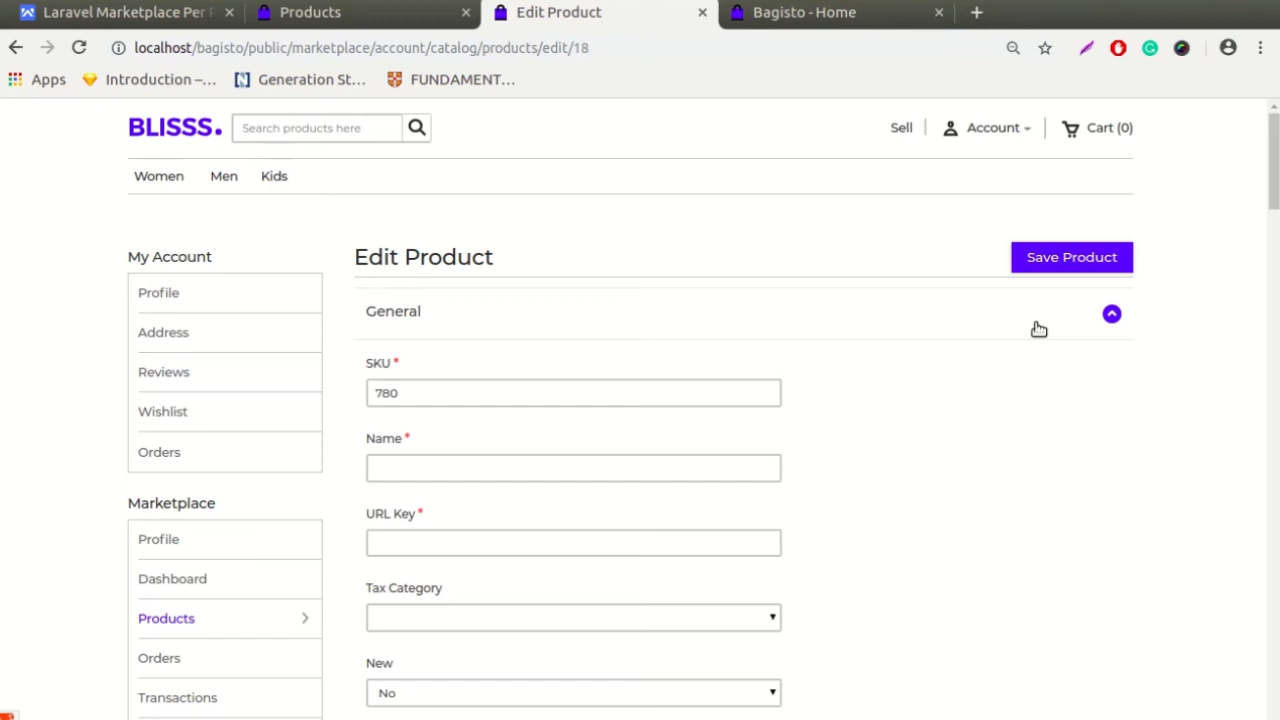 Laravel Marketplace Per P
Products
Edit Product
Bagisto - Home
localhost/bagisto/public/marketplace/account/catalog/products/edit/18
Apps
Introduction –...
Generation St...
FUNDAMENT...
BLISSS.
Search products here
Sell
Account
Cart (0)
Women
Men
Kids
My Account
Profile
Address
Reviews
Wishlist
Orders
Marketplace
Profile
Dashboard
Products
Orders
Transactions
Edit Product
Save Product
General
SKU *
780
Name *
URL Key *
Tax Category
New
No